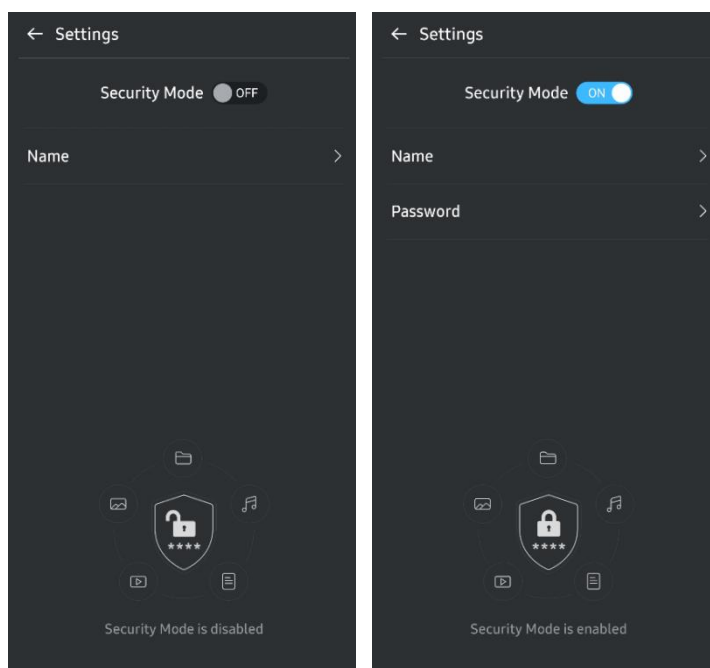 Settings
Security Mode OFF
Name
****
Security Mode is disabled
Settings
Security Mode ON
Name
Password
****
Security Mode is enabled